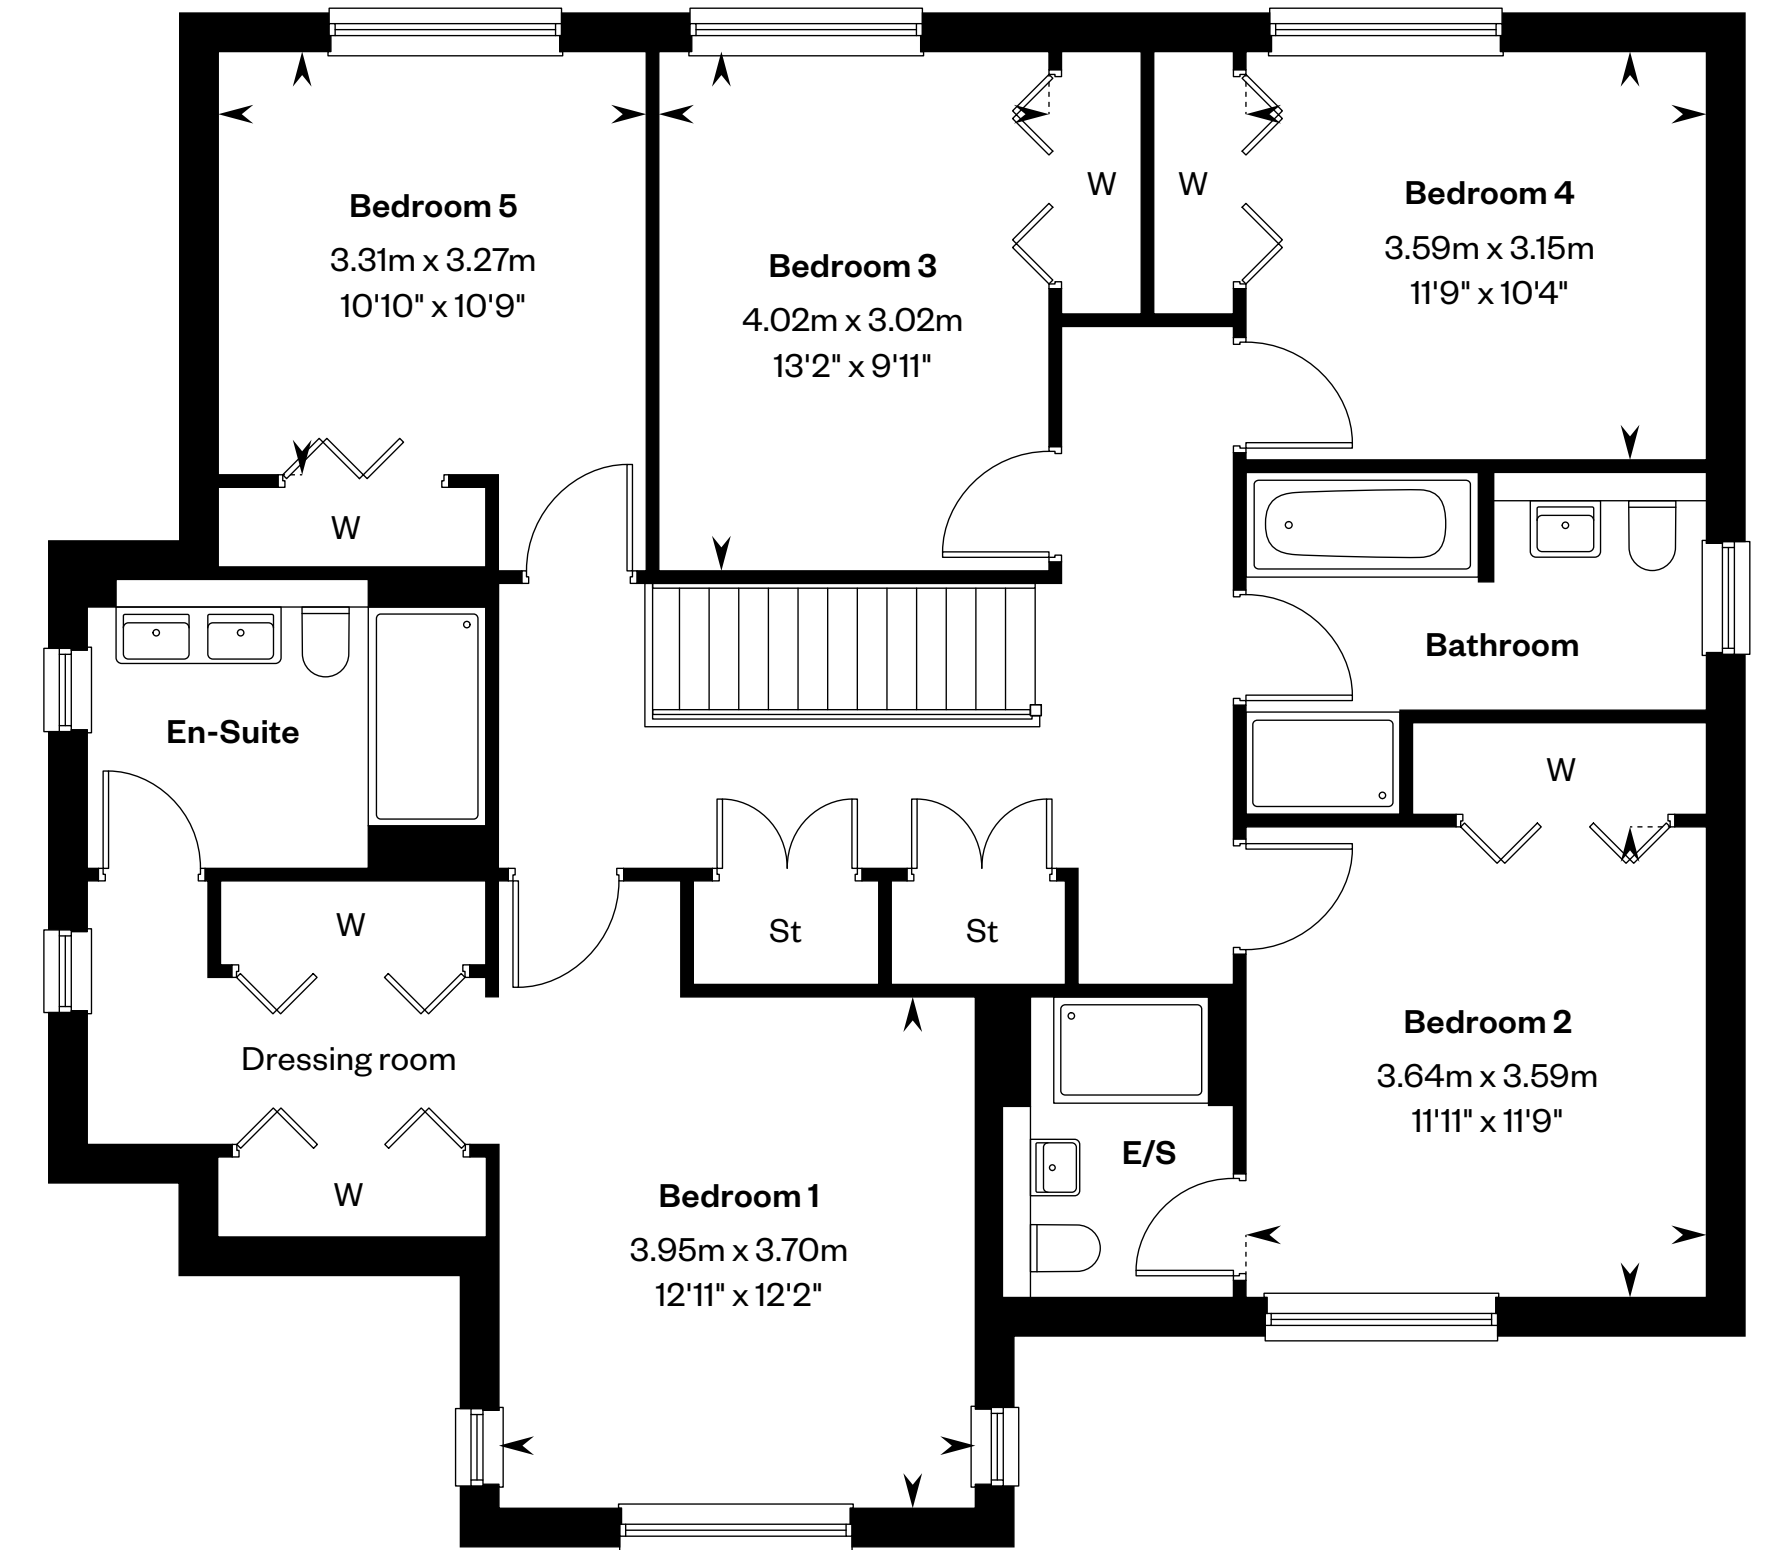 Bedroom 5
3.31m x 3.27m
10'10" x 10'9"
Bedroom 3
4.02m x 3.02m
13'2" x 9'11"
W
W
Bedroom 4
3.59m x 3.15m
11'9" x 10'4"
W
En-Suite
Bathroom
W
W
St
St
Dressing room
W
Bedroom 1
3.95m x 3.70m
12'11" x 12'2"
E/S
Bedroom 2
3.64m x 3.59m
11'11" x 11'9"